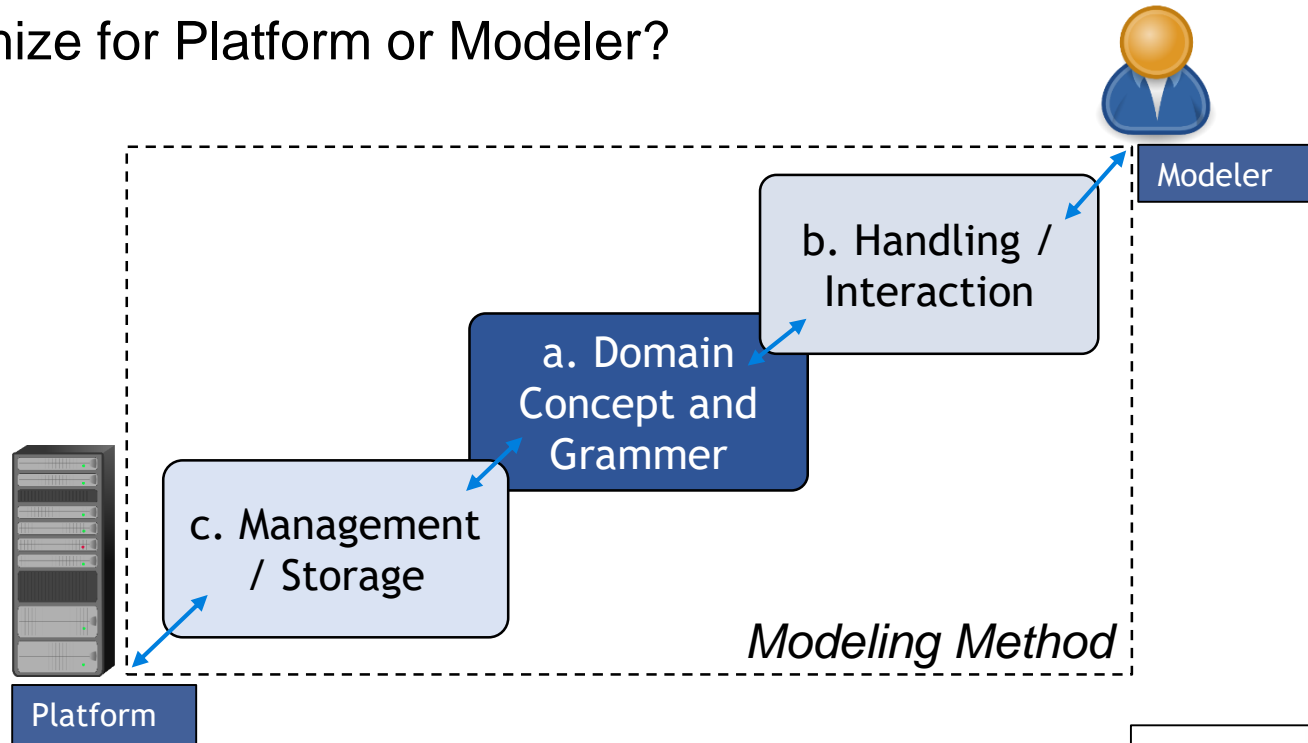 nize for Platform or Modeler?
Modeler
b. Handling /
Interaction
a. Domain
Concept and
Grammer
c. Management
/ Storage
Modeling Method
Platform